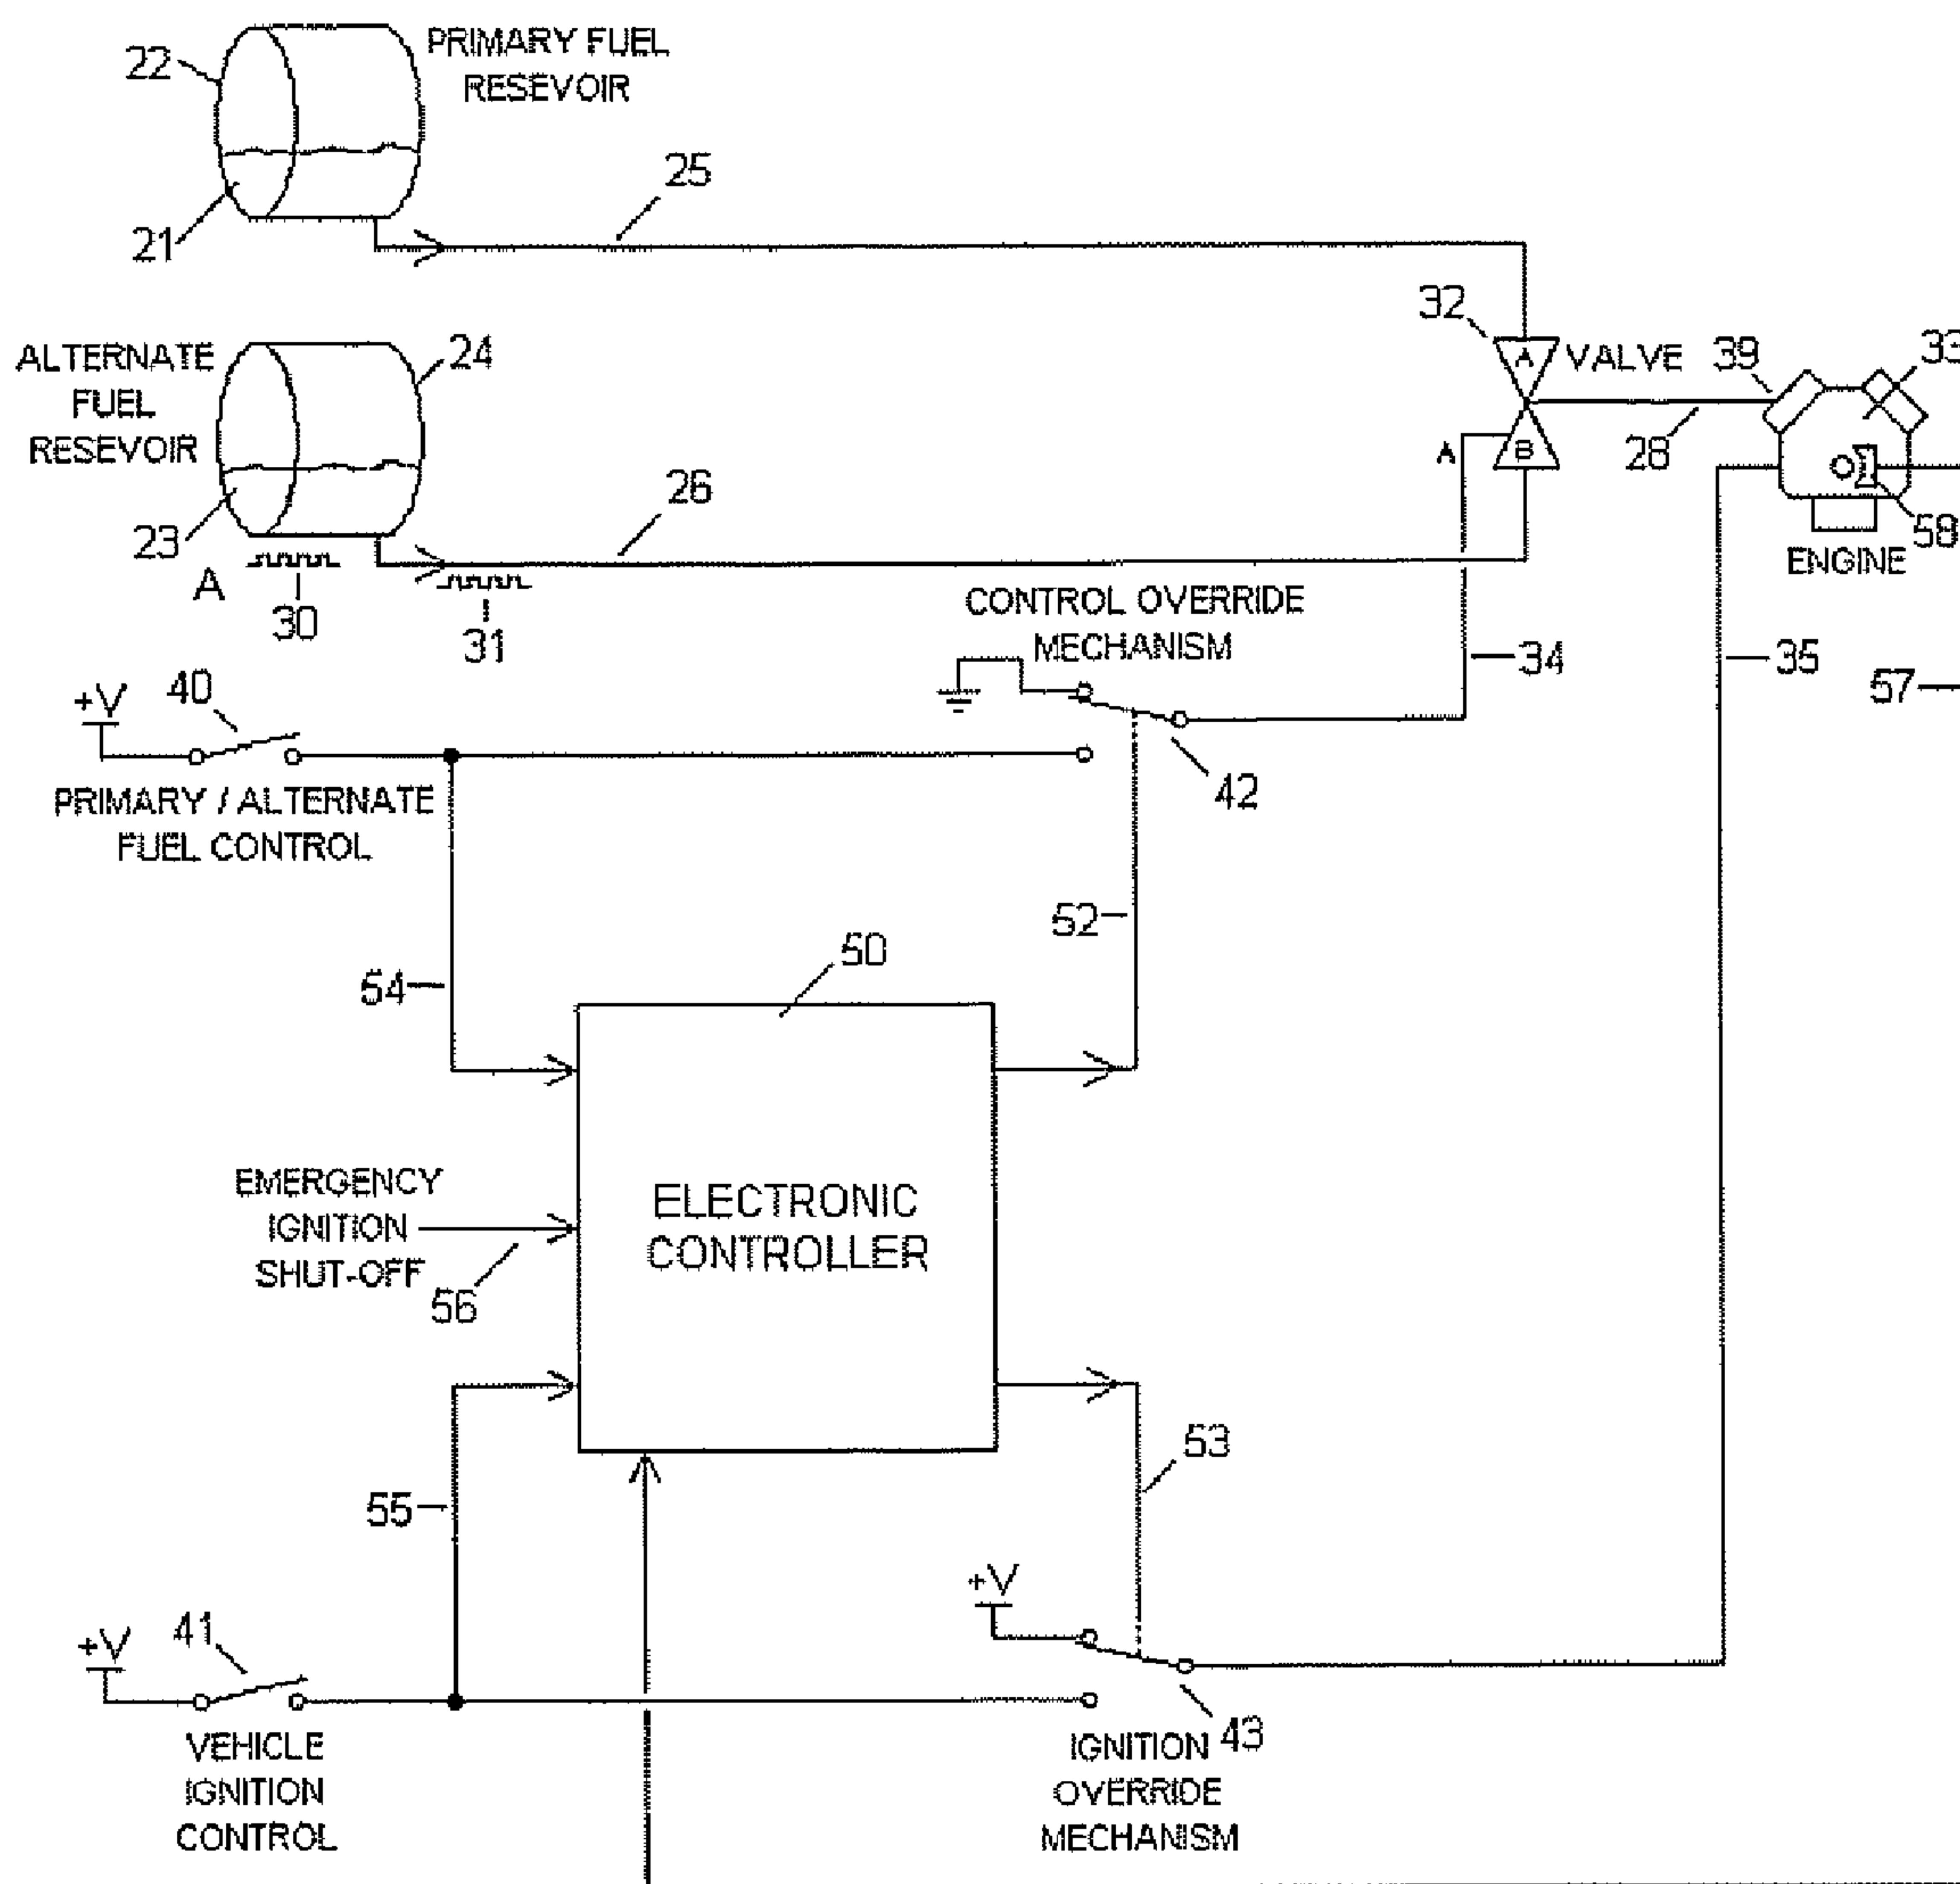 22
PRIMARY FUEL
RESEVOIR
21
25
ALTERNATE
FUEL
RESEVOIR
24
23
A
30
31
26
32
A
VALVE
B
A
39
33
28
58
ENGINE
CONTROL OVERRIDE
MECHANISM
34
35
57
+V
40
PRIMARY / ALTERNATE
FUEL CONTROL
42
52
54
50
EMERGENCY
IGNITION
SHUT-OFF
56
ELECTRONIC
CONTROLLER
55
53
+V
41
VEHICLE
IGNITION
CONTROL
+V
43
IGNITION
OVERRIDE
MECHANISM